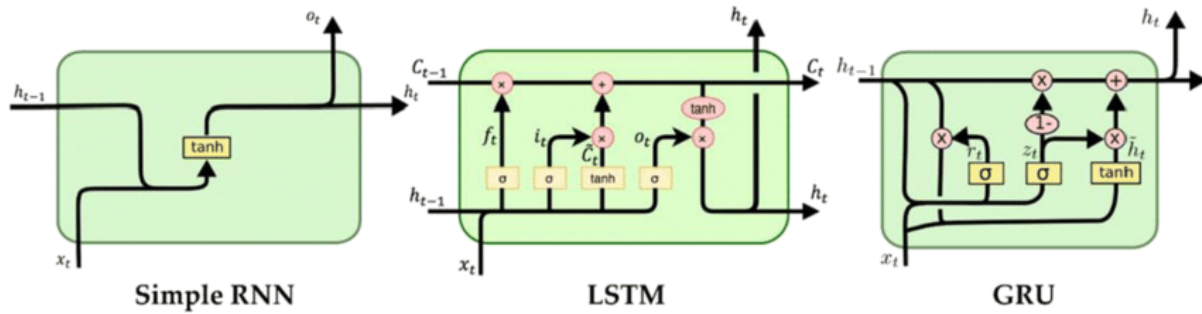 o_t
h_{t-1}
h_t
tanh
x_t
Simple RNN
h_t
C_{t-1}
×
+
C_t
tanh
f_t
i_t
×
C̃_t
o_t
×
σ
σ
tanh
σ
h_{t-1}
h_t
x_t
LSTM
h_t
h_{t-1}
x
+
1-
x
r_t
z_t
x
h̃_t
σ
σ
tanh
x_t
GRU